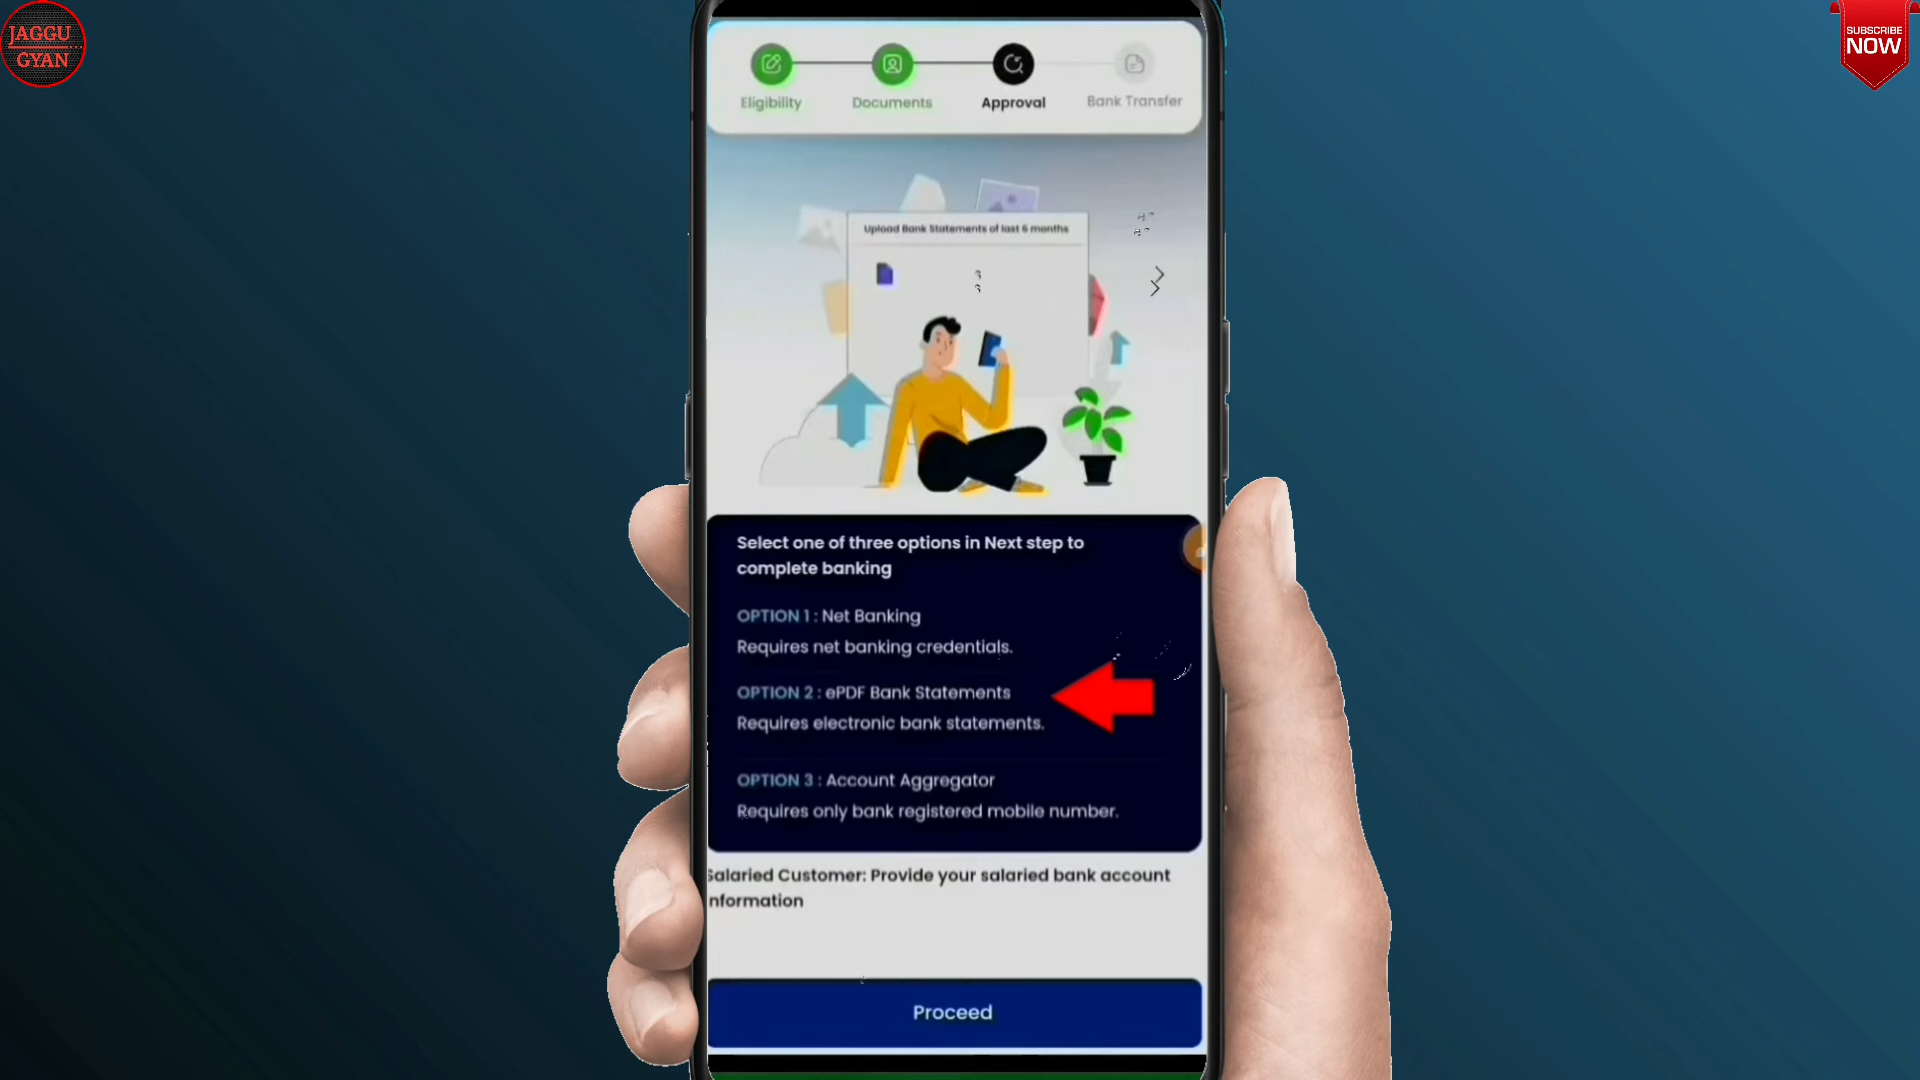 JAGGU
GYAN
SUBSCRIBE
NOW
Eligibility
Documents
Approval
Bank Transfer
Upload Bank Statements of last 6 months
Select one of three options in Next step to
complete banking
OPTION 1 : Net Banking
Requires net banking credentials.
OPTION 2 : ePDF Bank Statements
Requires electronic bank statements.
OPTION 3 : Account Aggregator
Requires only bank registered mobile number.
Salaried Customer: Provide your salaried bank account
nformation
Proceed